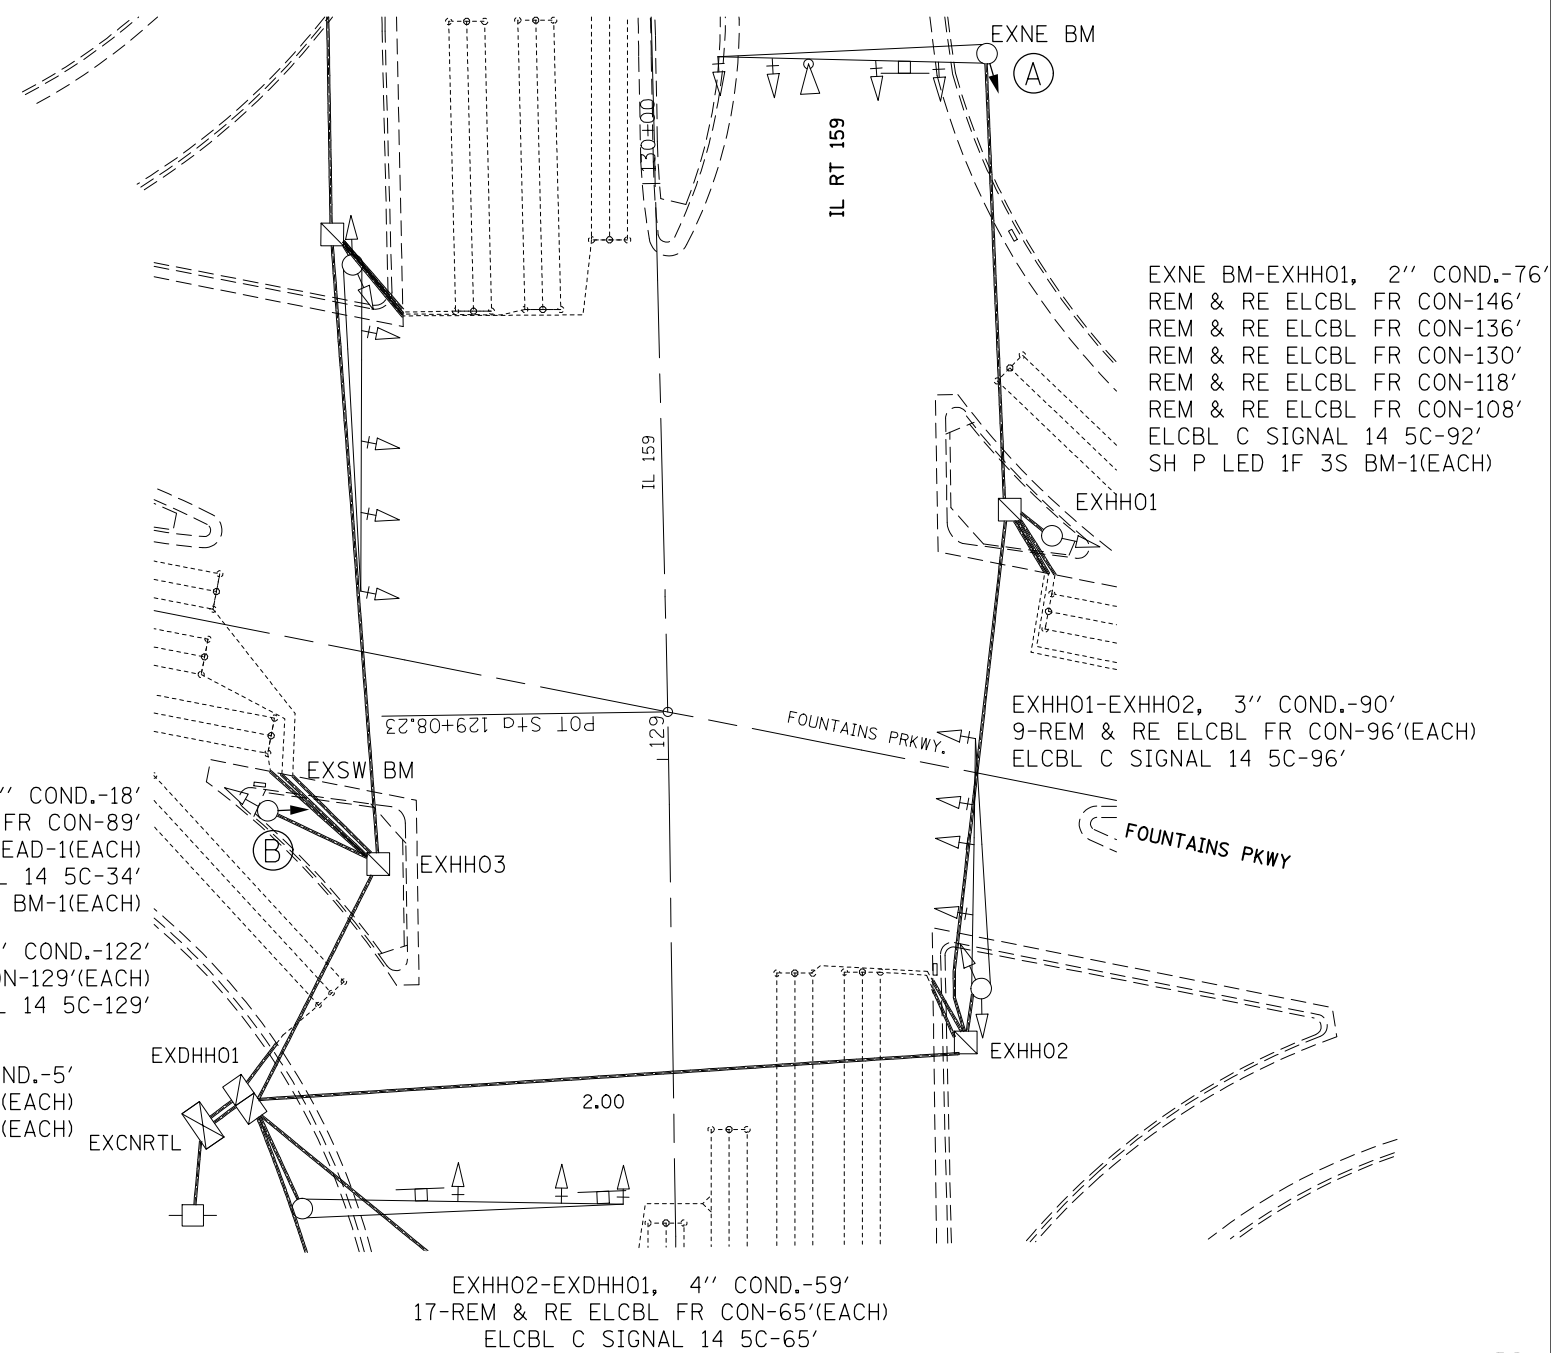 EXNE BM
A
130+00
IL RT 159
EXNE BM-EXHH01, 2'' COND.-76'
REM & RE ELCBL FR CON-146'
REM & RE ELCBL FR CON-136'
REM & RE ELCBL FR CON-130'
REM & RE ELCBL FR CON-118'
REM & RE ELCBL FR CON-108'
ELCBL C SIGNAL 14 5C-92'
SH P LED 1F 3S BM-1(EACH)
IL 159
EXHH01
EXHH01-EXHH02, 3'' COND.-90'
9-REM & RE ELCBL FR CON-96'(EACH)
ELCBL C SIGNAL 14 5C-96'
POT Sta 129+08.23
129
FOUNTAINS PRKWY.
EXSW BM
'' COND.-18'
FR CON-89'
EAD-1(EACH)
L 14 5C-34'
BM-1(EACH)
B
EXHH03
FOUNTAINS PKWY
' COND.-122'
ON-129'(EACH)
L 14 5C-129'
EXDHH01
EXHH02
ND.-5'
(EACH)
(EACH)
2.00
EXCNRTL
EXHH02-EXDHH01, 4'' COND.-59'
17-REM & RE ELCBL FR CON-65'(EACH)
ELCBL C SIGNAL 14 5C-65'